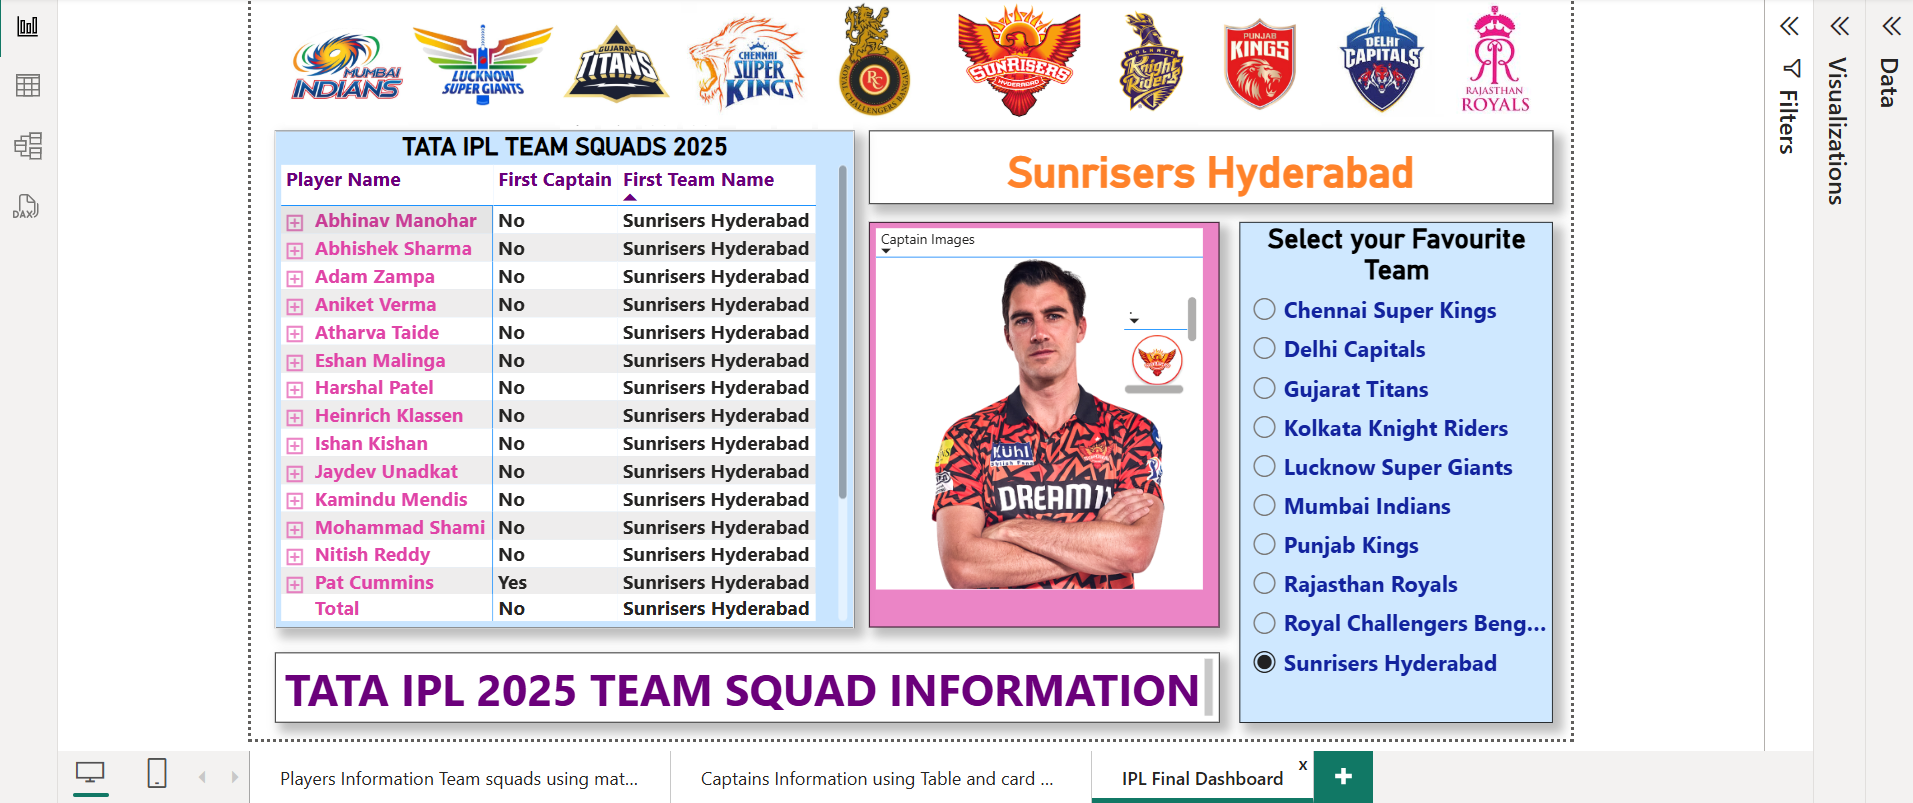 MUMBAI
INDIANS
LUCKNOW
SUPER GIANTS
GUJARAT
TITANS
CHENNAI
SUPER
KINGS
RC
ROYAL CHALLENGERS BANGALORE
SUNRISERS
HYDERABAD
KOLKATA
Knight
Riders
PUNJAB
KINGS
DELHI
CAPITALS
RAJASTHAN
ROYALS
TATA IPL TEAM SQUADS 2025
Player Name First Captain First Team Name
Abhinav Manohar No Sunrisers Hyderabad
Abhishek Sharma No Sunrisers Hyderabad
Adam Zampa No Sunrisers Hyderabad
Aniket Verma No Sunrisers Hyderabad
Atharva Taide No Sunrisers Hyderabad
Eshan Malinga No Sunrisers Hyderabad
Harshal Patel No Sunrisers Hyderabad
Heinrich Klassen No Sunrisers Hyderabad
Ishan Kishan No Sunrisers Hyderabad
Jaydev Unadkat No Sunrisers Hyderabad
Kamindu Mendis No Sunrisers Hyderabad
Mohammad Shami No Sunrisers Hyderabad
Nitish Reddy No Sunrisers Hyderabad
Pat Cummins Yes Sunrisers Hyderabad
Total No Sunrisers Hyderabad
Sunrisers Hyderabad
Captain Images
KÜHL
DREAM11
Select your Favourite
Team
Chennai Super Kings
Delhi Capitals
Gujarat Titans
Kolkata Knight Riders
Lucknow Super Giants
Mumbai Indians
Punjab Kings
Rajasthan Royals
Royal Challengers Beng...
Sunrisers Hyderabad
TATA IPL 2025 TEAM SQUAD INFORMATION
Filters
Visualizations
Data
DAX
Players Information Team squads using mat...
Captains Information using Table and card ...
IPL Final Dashboard x
+